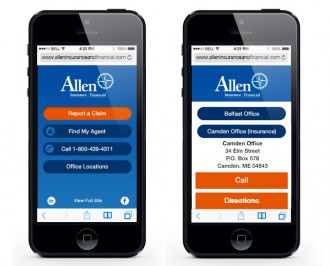 BELL 4:21 PM
www.alleninsuranceandfinancial.com
Allen
Insurance Financial
Report a Claim
Find My Agent
Call 1-800-439-4311
Office Locations
View Full Site
in
f
BELL 4:21 PM
www.alleninsuranceandfinancial.com
Allen
Insurance Financial
Belfast Office
Camden Office (Insurance)
Camden Office
34 Elm Street
P.O. Box 578
Camden, ME 04843
Call
Directions